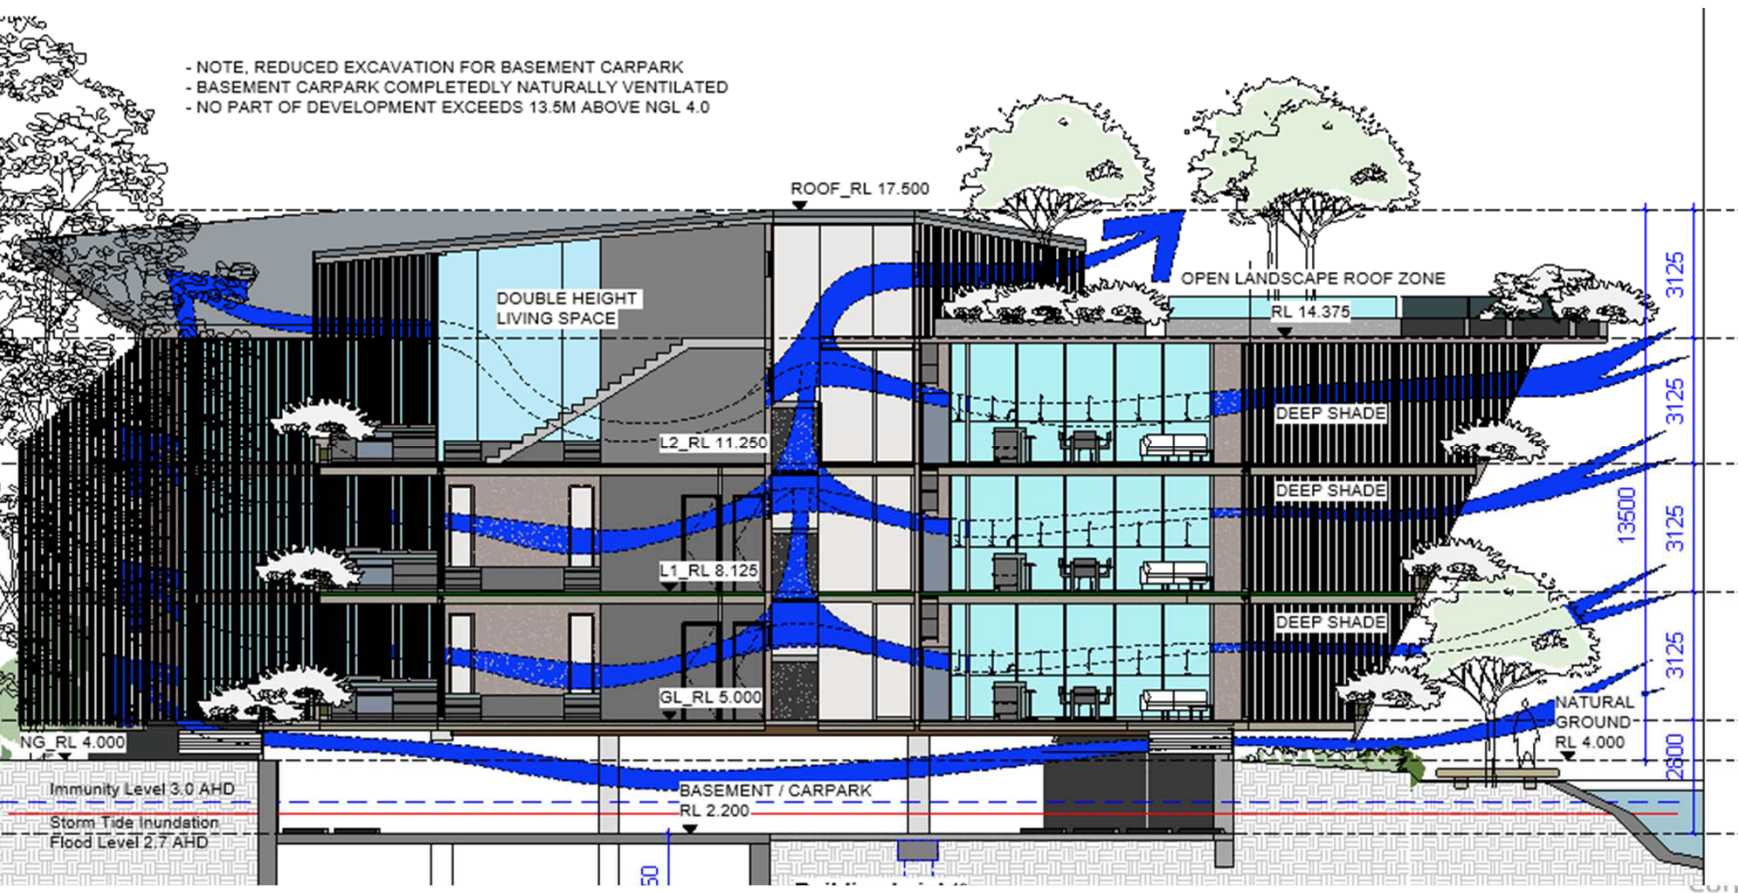 - NOTE, REDUCED EXCAVATION FOR BASEMENT CARPARK
- BASEMENT CARPARK COMPLETEDLY NATURALLY VENTILATED
- NO PART OF DEVELOPMENT EXCEEDS 13.5M ABOVE NGL 4.0
ROOF_RL 17.500
OPEN LANDSCAPE ROOF ZONE
RL 14.375
3125
DOUBLE HEIGHT
LIVING SPACE
DEEP SHADE
3125
L2_RL 11.250
DEEP SHADE
13500
3125
L1_RL 8.125
DEEP SHADE
3125
GL_RL 5.000
NATURAL
GROUND
RL 4.000
NG_RL 4.000
2800
Immunity Level 3.0 AHD
BASEMENT / CARPARK
RL 2.200
Storm Tide Inundation
Flood Level 2.7 AHD
50